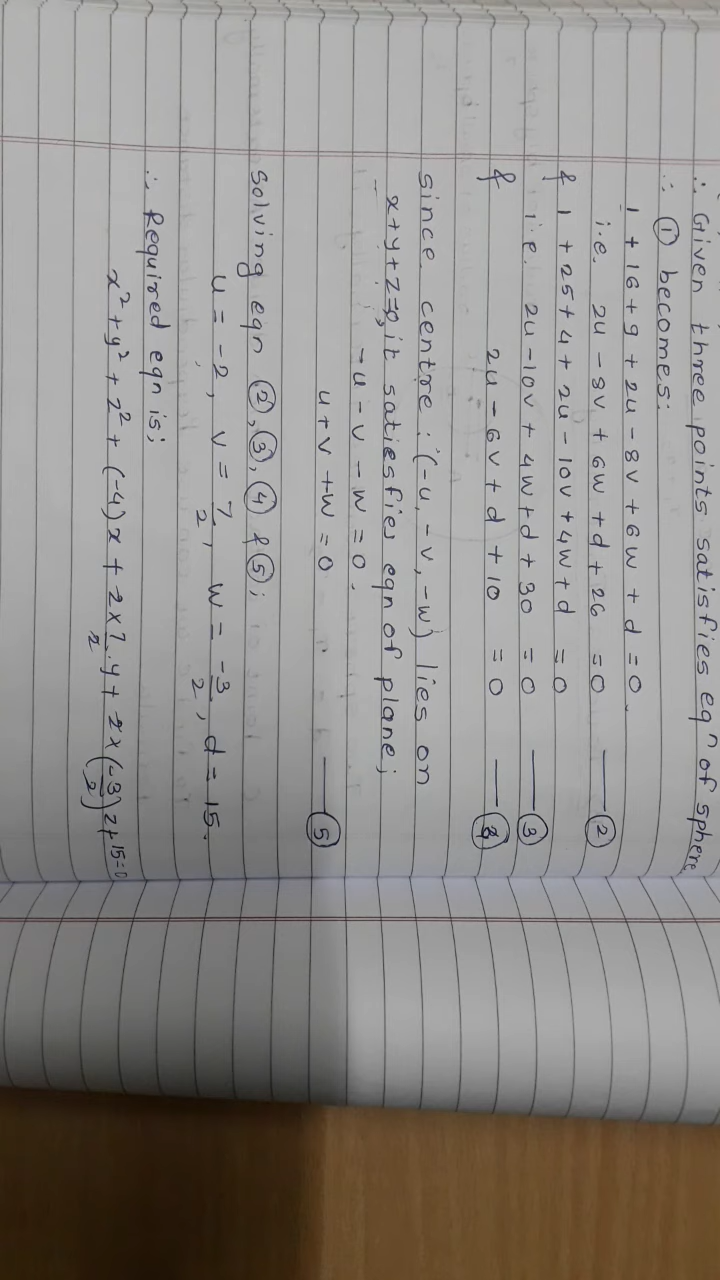 ∴ Given three points satisfies eqn of sphere
∴ ① becomes:
1 + 16 + 9 + 2u - 8v + 6w + d = 0.
i.e. 2u - 8v + 6w + d + 26 = 0 — ②
& 1 + 25 + 4 + 2u - 10v + 4w + d = 0
i.e. 2u - 10v + 4w + d + 30 = 0 — ③
& 2u - 6v + d + 10 = 0 — ④
since centre : (-u, -v, -w) lies on
x+y+z=0, it satiesfies eqn of plane;
-u - v - w = 0.
u + v + w = 0 — ⑤
Solving eqn ②, ③, ④ & ⑤;
u = -2, v = 7/2, w = -3/2, d = 15.
∴ Required eqn is;
x² + y² + z² + (-4)x + 2 x 7/2 . y + 2 x (-3/2) z + 15 = 0